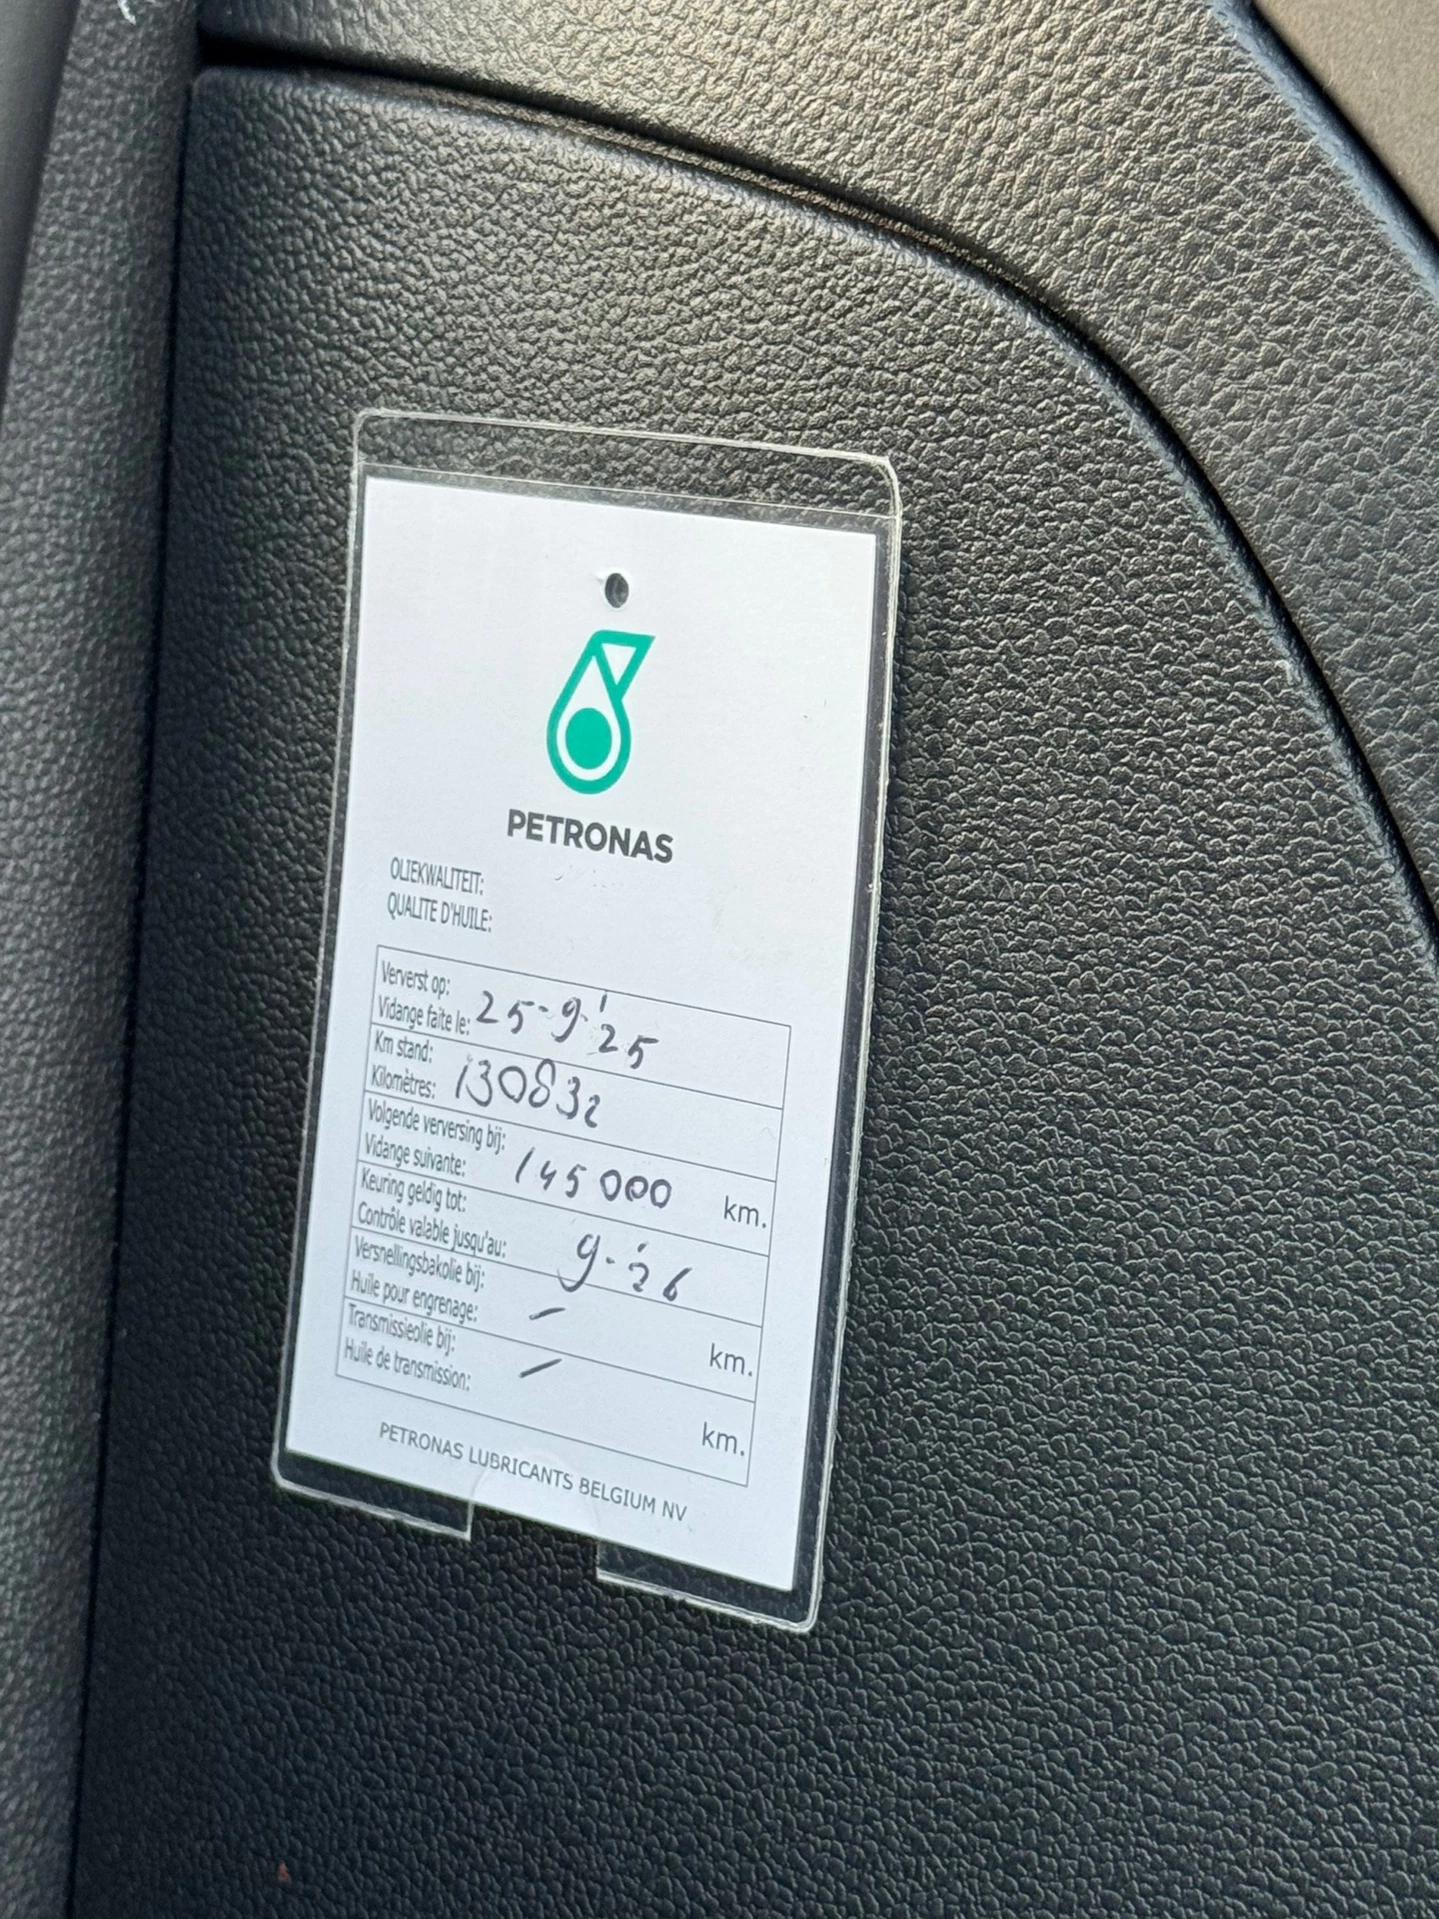 PETRONAS
OLIEKWALITEIT:
QUALITE D'HUILE:
Ververst op:
Vidange faite le: 25-9-'25
Km stand:
Kilomètres: 130832
Volgende verversing bij:
Vidange suivante: 145000 km.
Keuring geldig tot:
Contrôle valable jusqu'au: 9-'26
Versnellingsbakolie bij:
Huile pour engrenage: — km.
Transmissieolie bij:
Huile de transmission: — km.
PETRONAS LUBRICANTS BELGIUM NV